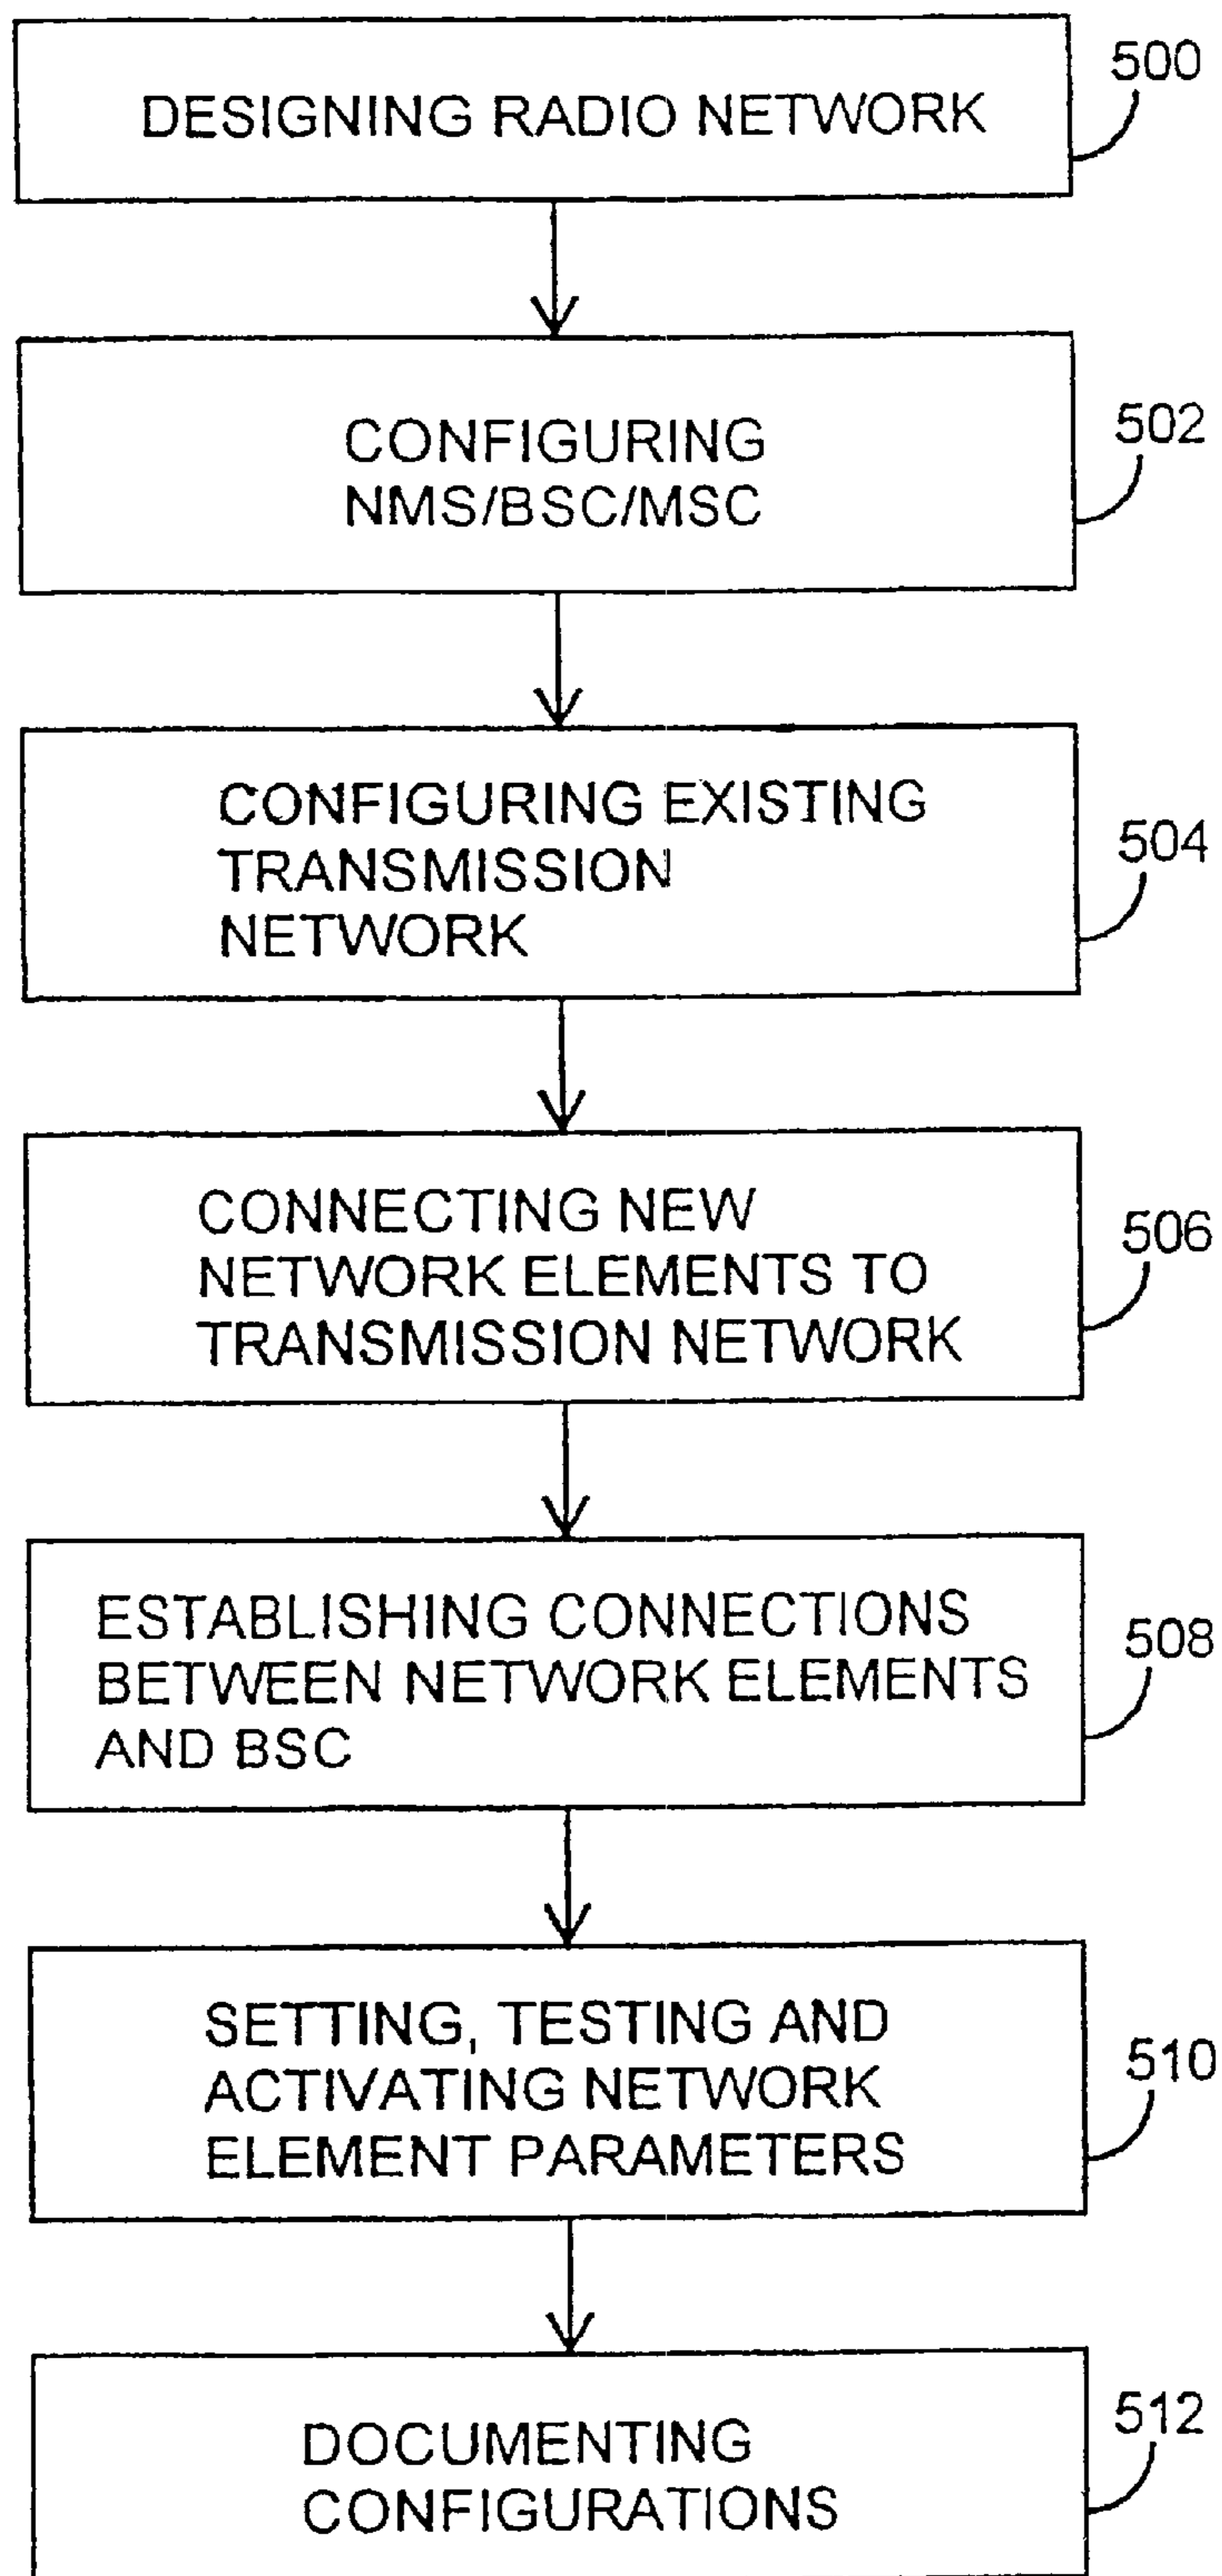 DESIGNING RADIO NETWORK
500
CONFIGURING
NMS/BSC/MSC
502
CONFIGURING EXISTING
TRANSMISSION
NETWORK
504
CONNECTING NEW
NETWORK ELEMENTS TO
TRANSMISSION NETWORK
506
ESTABLISHING CONNECTIONS
BETWEEN NETWORK ELEMENTS
AND BSC
508
SETTING, TESTING AND
ACTIVATING NETWORK
ELEMENT PARAMETERS
510
DOCUMENTING
CONFIGURATIONS
512